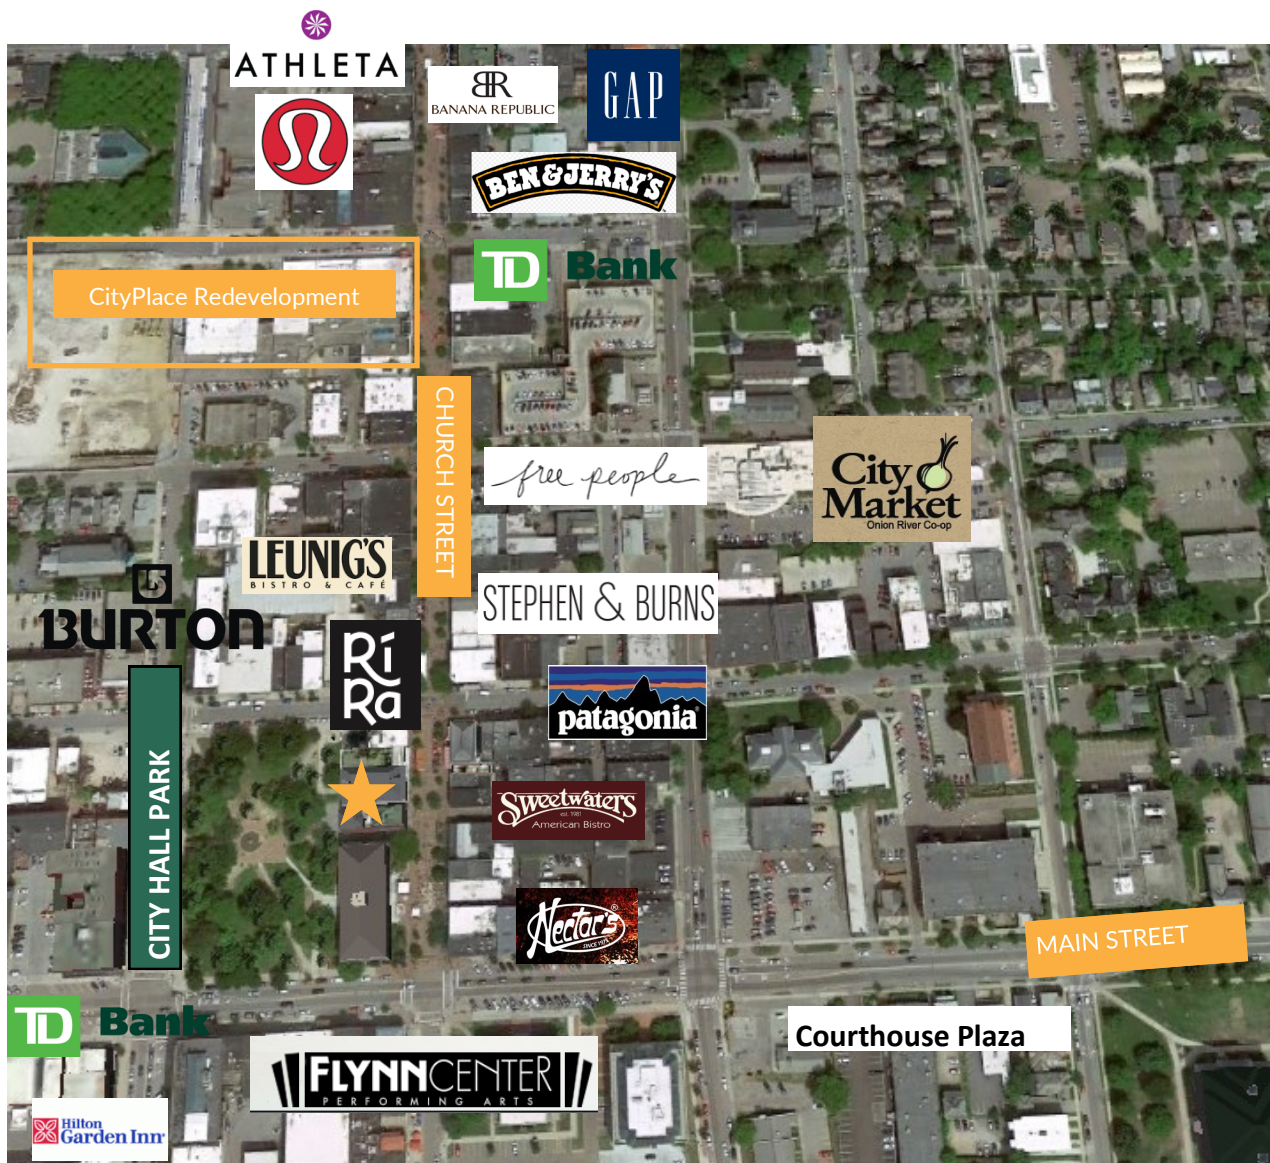 ATHLETA
BR
BANANA REPUBLIC
GAP
BEN & JERRY'S
TD Bank
CityPlace Redevelopment
CHURCH STREET
free people
City
Market
Onion River Co-op
LEUNIG'S
BISTRO & CAFÉ
STEPHEN & BURNS
BURTON
Rí
Ra
patagonia®
CITY HALL PARK
Sweetwaters
est. 1981
American Bistro
Nectar's®
SINCE 1975
MAIN STREET
TD Bank
Courthouse Plaza
FLYNNCENTER
PERFORMING ARTS
Hilton
Garden Inn